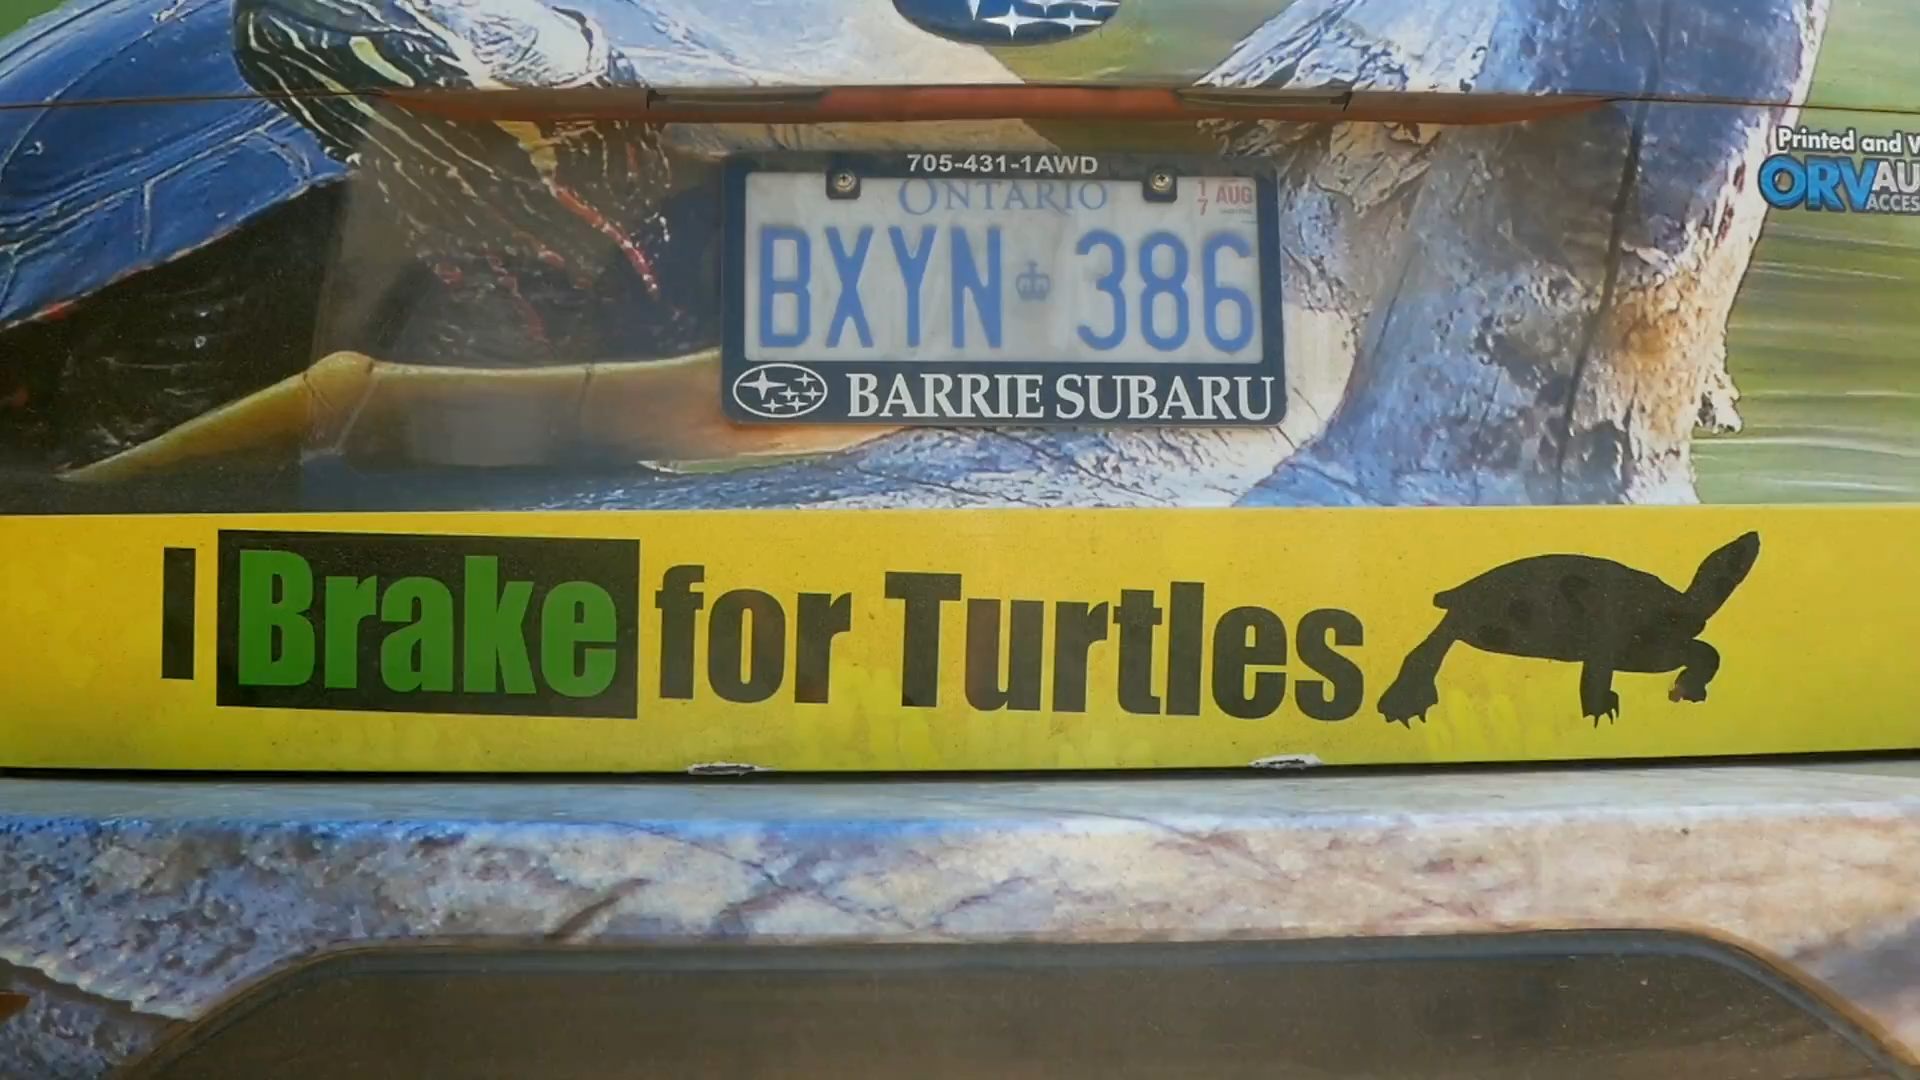 705-431-1AWD
ONTARIO
17 AUG
BXYN 386
BARRIE SUBARU
Printed and
ORV
I Brake for Turtles